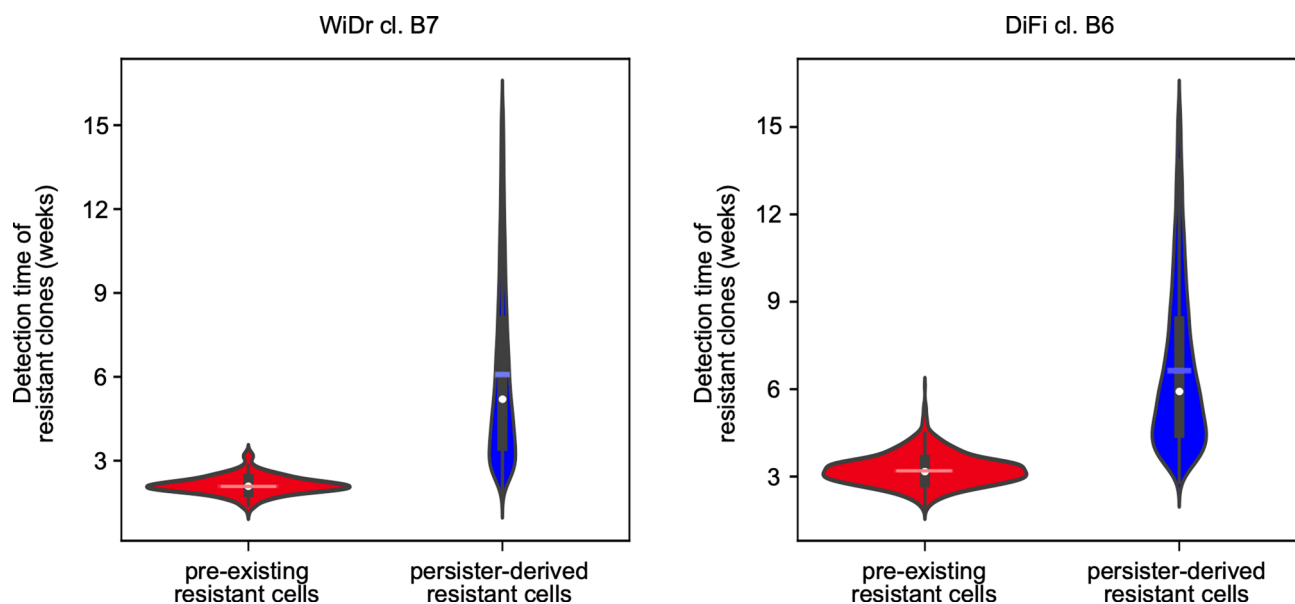 WiDr cl. B7
Detection time of
resistant clones (weeks)
15
12
9
6
3
pre-existing
resistant cells
persister-derived
resistant cells
DiFi cl. B6
Detection time of
resistant clones (weeks)
15
12
9
6
3
pre-existing
resistant cells
persister-derived
resistant cells